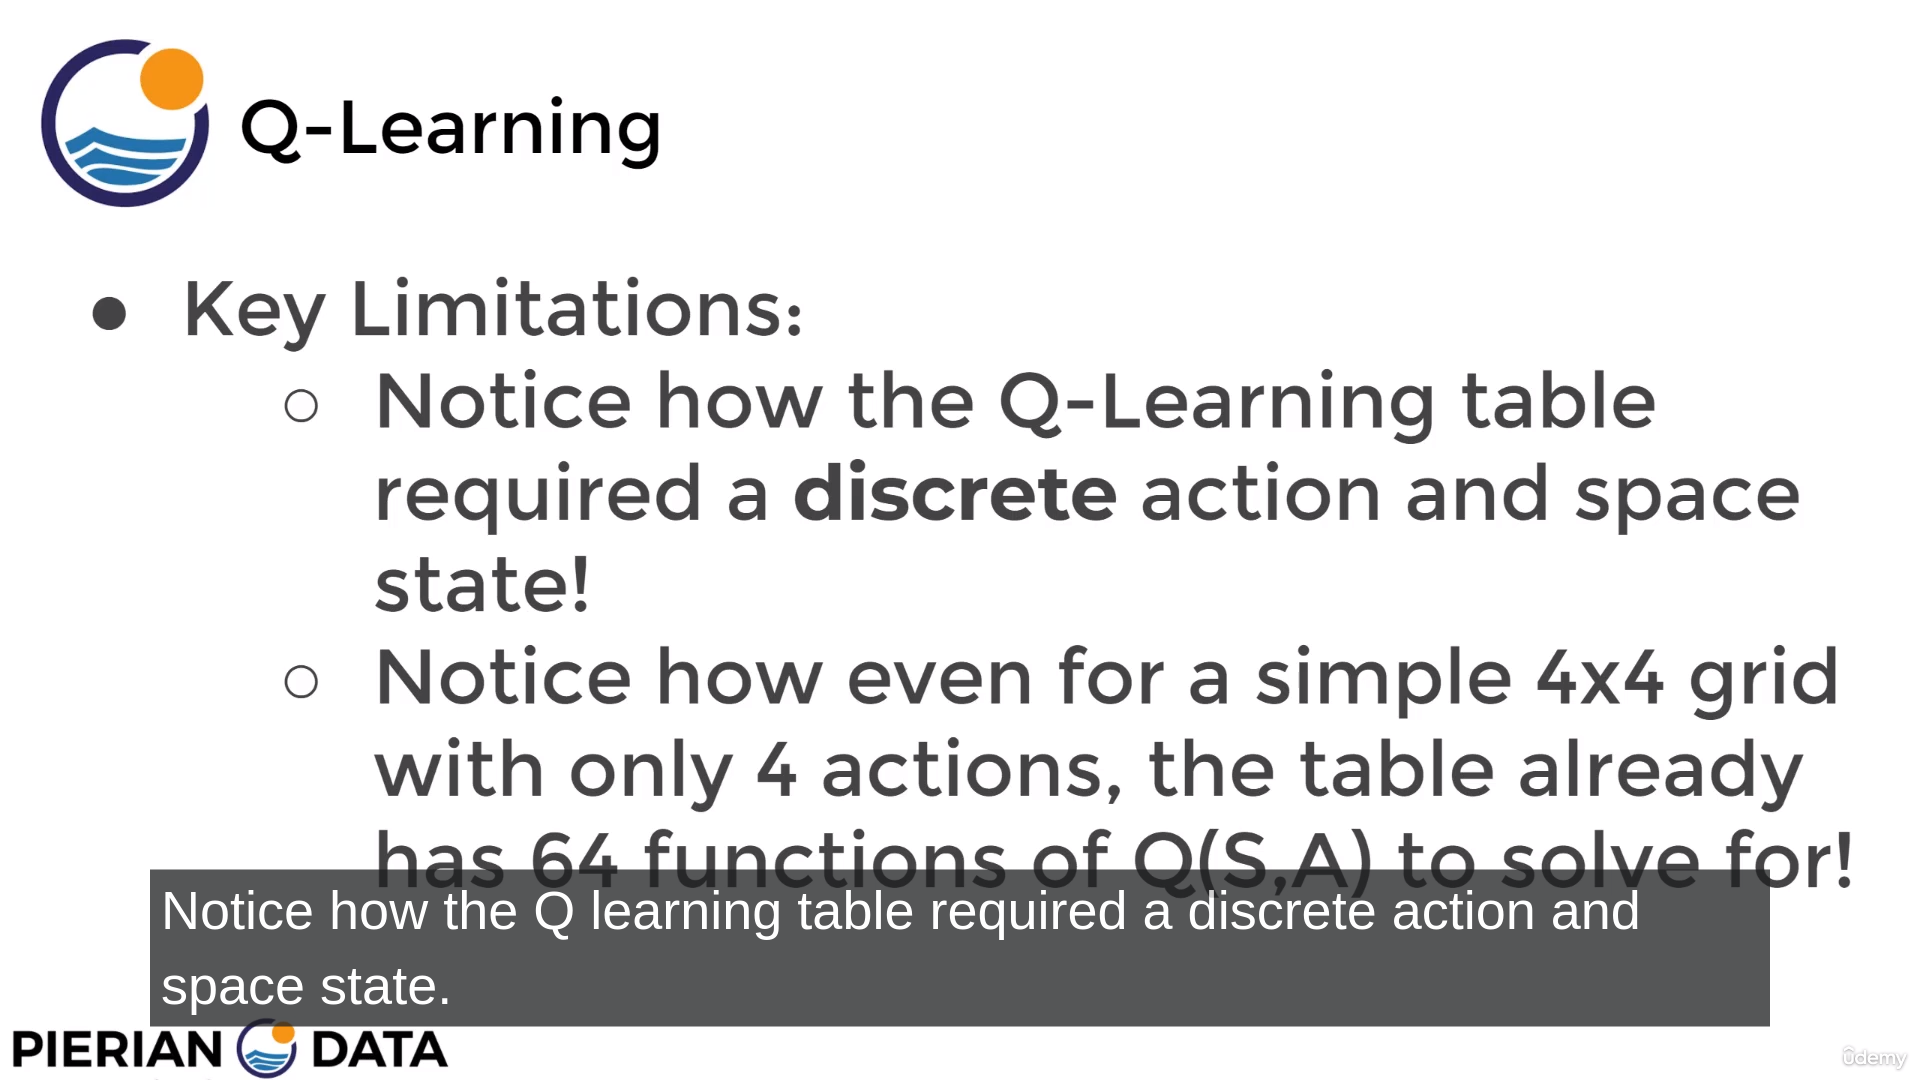 Q-Learning
● Key Limitations:
○ Notice how the Q-Learning table
required a discrete action and space
state!
○ Notice how even for a simple 4x4 grid
with only 4 actions, the table already
has 64 functions of Q(S,A) to solve for!
Notice how the Q learning table required a discrete action and
space state.
PIERIAN DATA
ûdemy